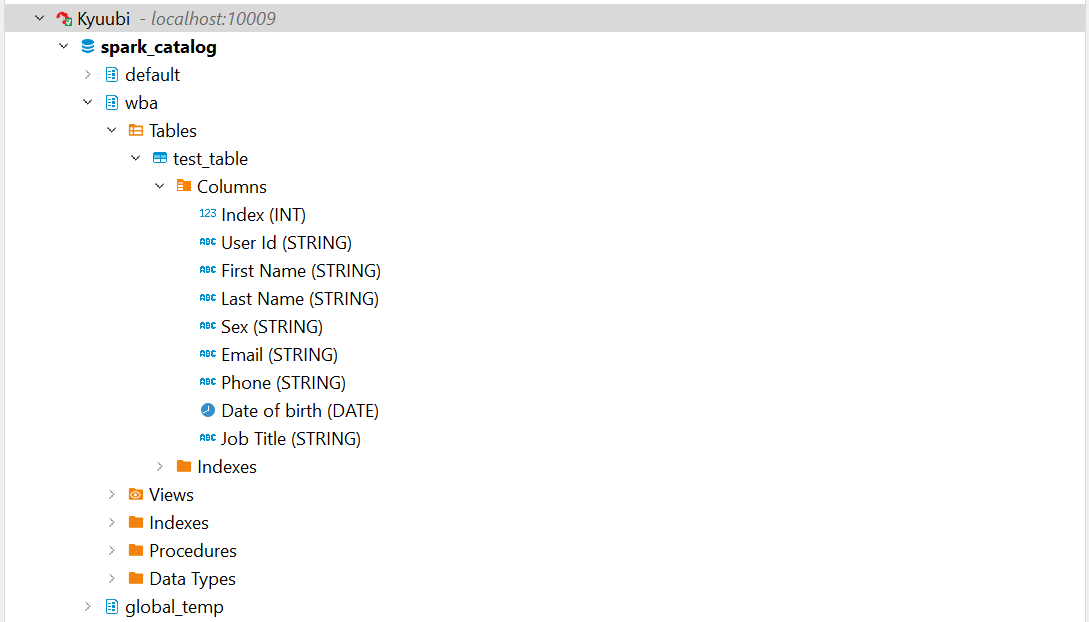 Kyuubi - localhost:10009
spark_catalog
default
wba
Tables
test_table
Columns
123 Index (INT)
ABC User Id (STRING)
ABC First Name (STRING)
ABC Last Name (STRING)
ABC Sex (STRING)
ABC Email (STRING)
ABC Phone (STRING)
Date of birth (DATE)
ABC Job Title (STRING)
Indexes
Views
Indexes
Procedures
Data Types
global_temp